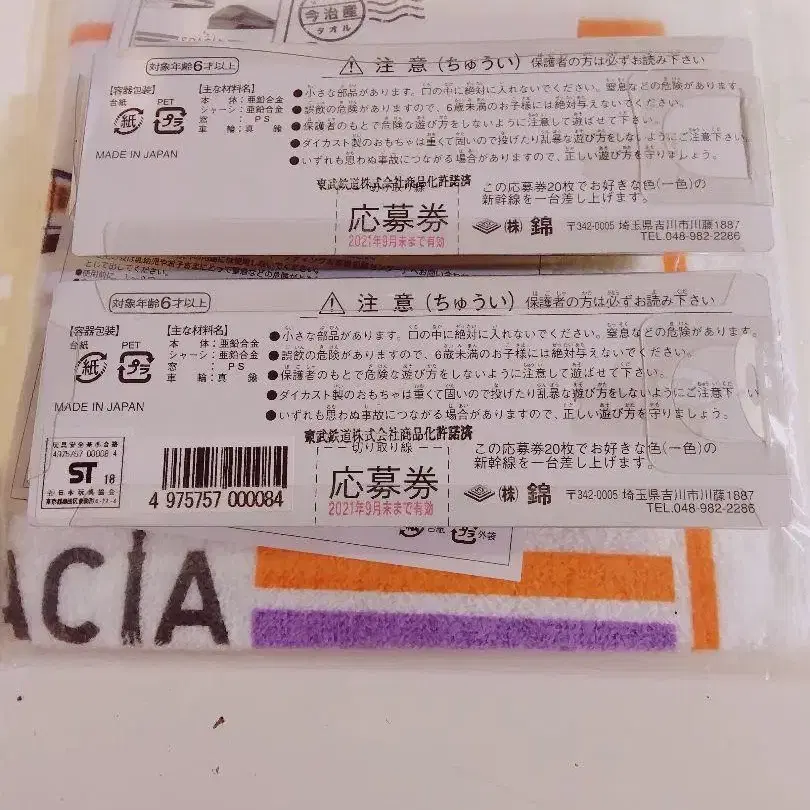 今治産
タオル
対象年齢6才以上
⚠ 注 意 (ちゅうい) 保護者の方は必ずお読み下さい
【容器包装】
台紙 PET
紙 プラ
【主な材料名】
本 体:亜鉛合金
シャーシ:亜鉛合金
窓 :PS
車 輪:真 鍮
MADE IN JAPAN
●小さな部品があります。口の中に絶対に入れないでください。窒息などの危険があります。
●誤飲の危険がありますので、6歳未満のお子様には絶対与えないでください。
●保護者のもとで危険な遊び方をしないように注意して遊ばせて下さい。
●ダイカスト製のおもちゃは重くて固いので投げたり乱暴な遊び方をしないようにご注意下さい。
●いずれも思わぬ事故につながる場合がありますので、正しい遊び方を守りましょう。
東武鉄道株式会社商品化許諾済
切り取り線
応募券
2021年9月末まで有効
この応募券20枚でお好きな色(一色)の
新幹線を一台差し上げます。
(株) 錦 〒342-0005 埼玉県吉川市川藤1887
TEL.048-982-2286
対象年齢6才以上
⚠ 注 意 (ちゅうい) 保護者の方は必ずお読み下さい
【容器包装】
台紙 PET
紙 プラ
【主な材料名】
本 体:亜鉛合金
シャーシ:亜鉛合金
窓 :PS
車 輪:真 鍮
MADE IN JAPAN
●小さな部品があります。口の中に絶対に入れないでください。窒息などの危険があります。
●誤飲の危険がありますので、6歳未満のお子様には絶対与えないでください。
●保護者のもとで危険な遊び方をしないように注意して遊ばせて下さい。
●ダイカスト製のおもちゃは重くて固いので投げたり乱暴な遊び方をしないようにご注意下さい
●いずれも思わぬ事故につながる場合がありますので、正しい遊び方を守りましょう。
東武鉄道株式会社商品化許諾済
切り取り線
応募券
2021年9月末まで有効
この応募券20枚でお好きな色(一色)の
新幹線を一台差し上げます。
(株) 錦 〒342-0005 埼玉県吉川市川藤1887
TEL.048-982-2286
玩具安全基準合格
4975757 00008 4
ST 18
日本玩具協会
4 975757 000084
台紙 プラ 外袋
ACIA